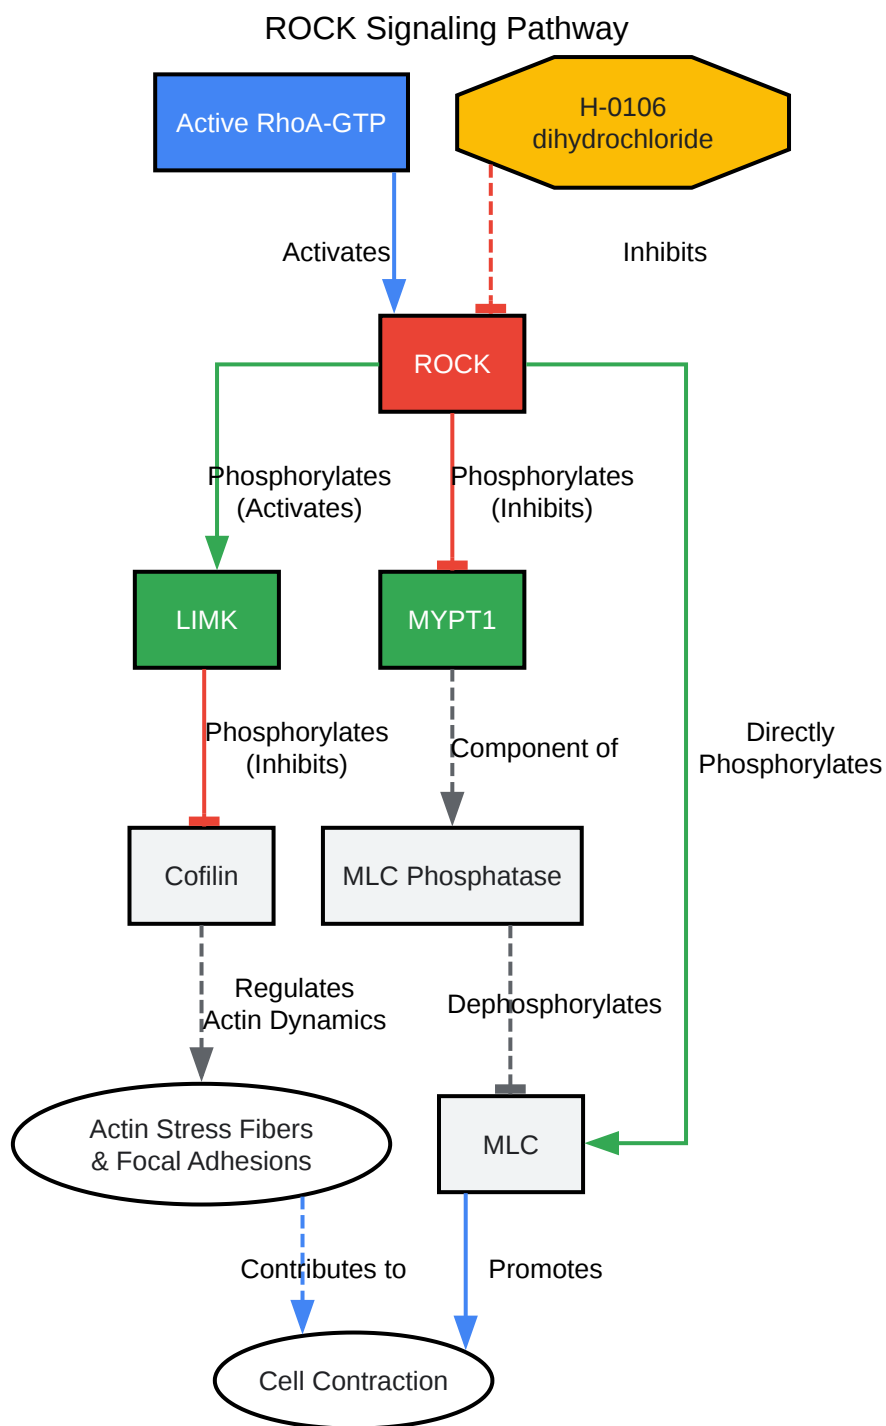 ROCK Signaling Pathway
Active RhoA-GTP
H-0106
dihydrochloride
Activates
Inhibits
ROCK
Phosphorylates
(Activates)
Phosphorylates
(Inhibits)
LIMK
MYPT1
Phosphorylates
(Inhibits)
Component of
Directly
Phosphorylates
Cofilin
MLC Phosphatase
Regulates
Actin Dynamics
Dephosphorylates
Actin Stress Fibers
& Focal Adhesions
MLC
Contributes to
Promotes
Cell Contraction